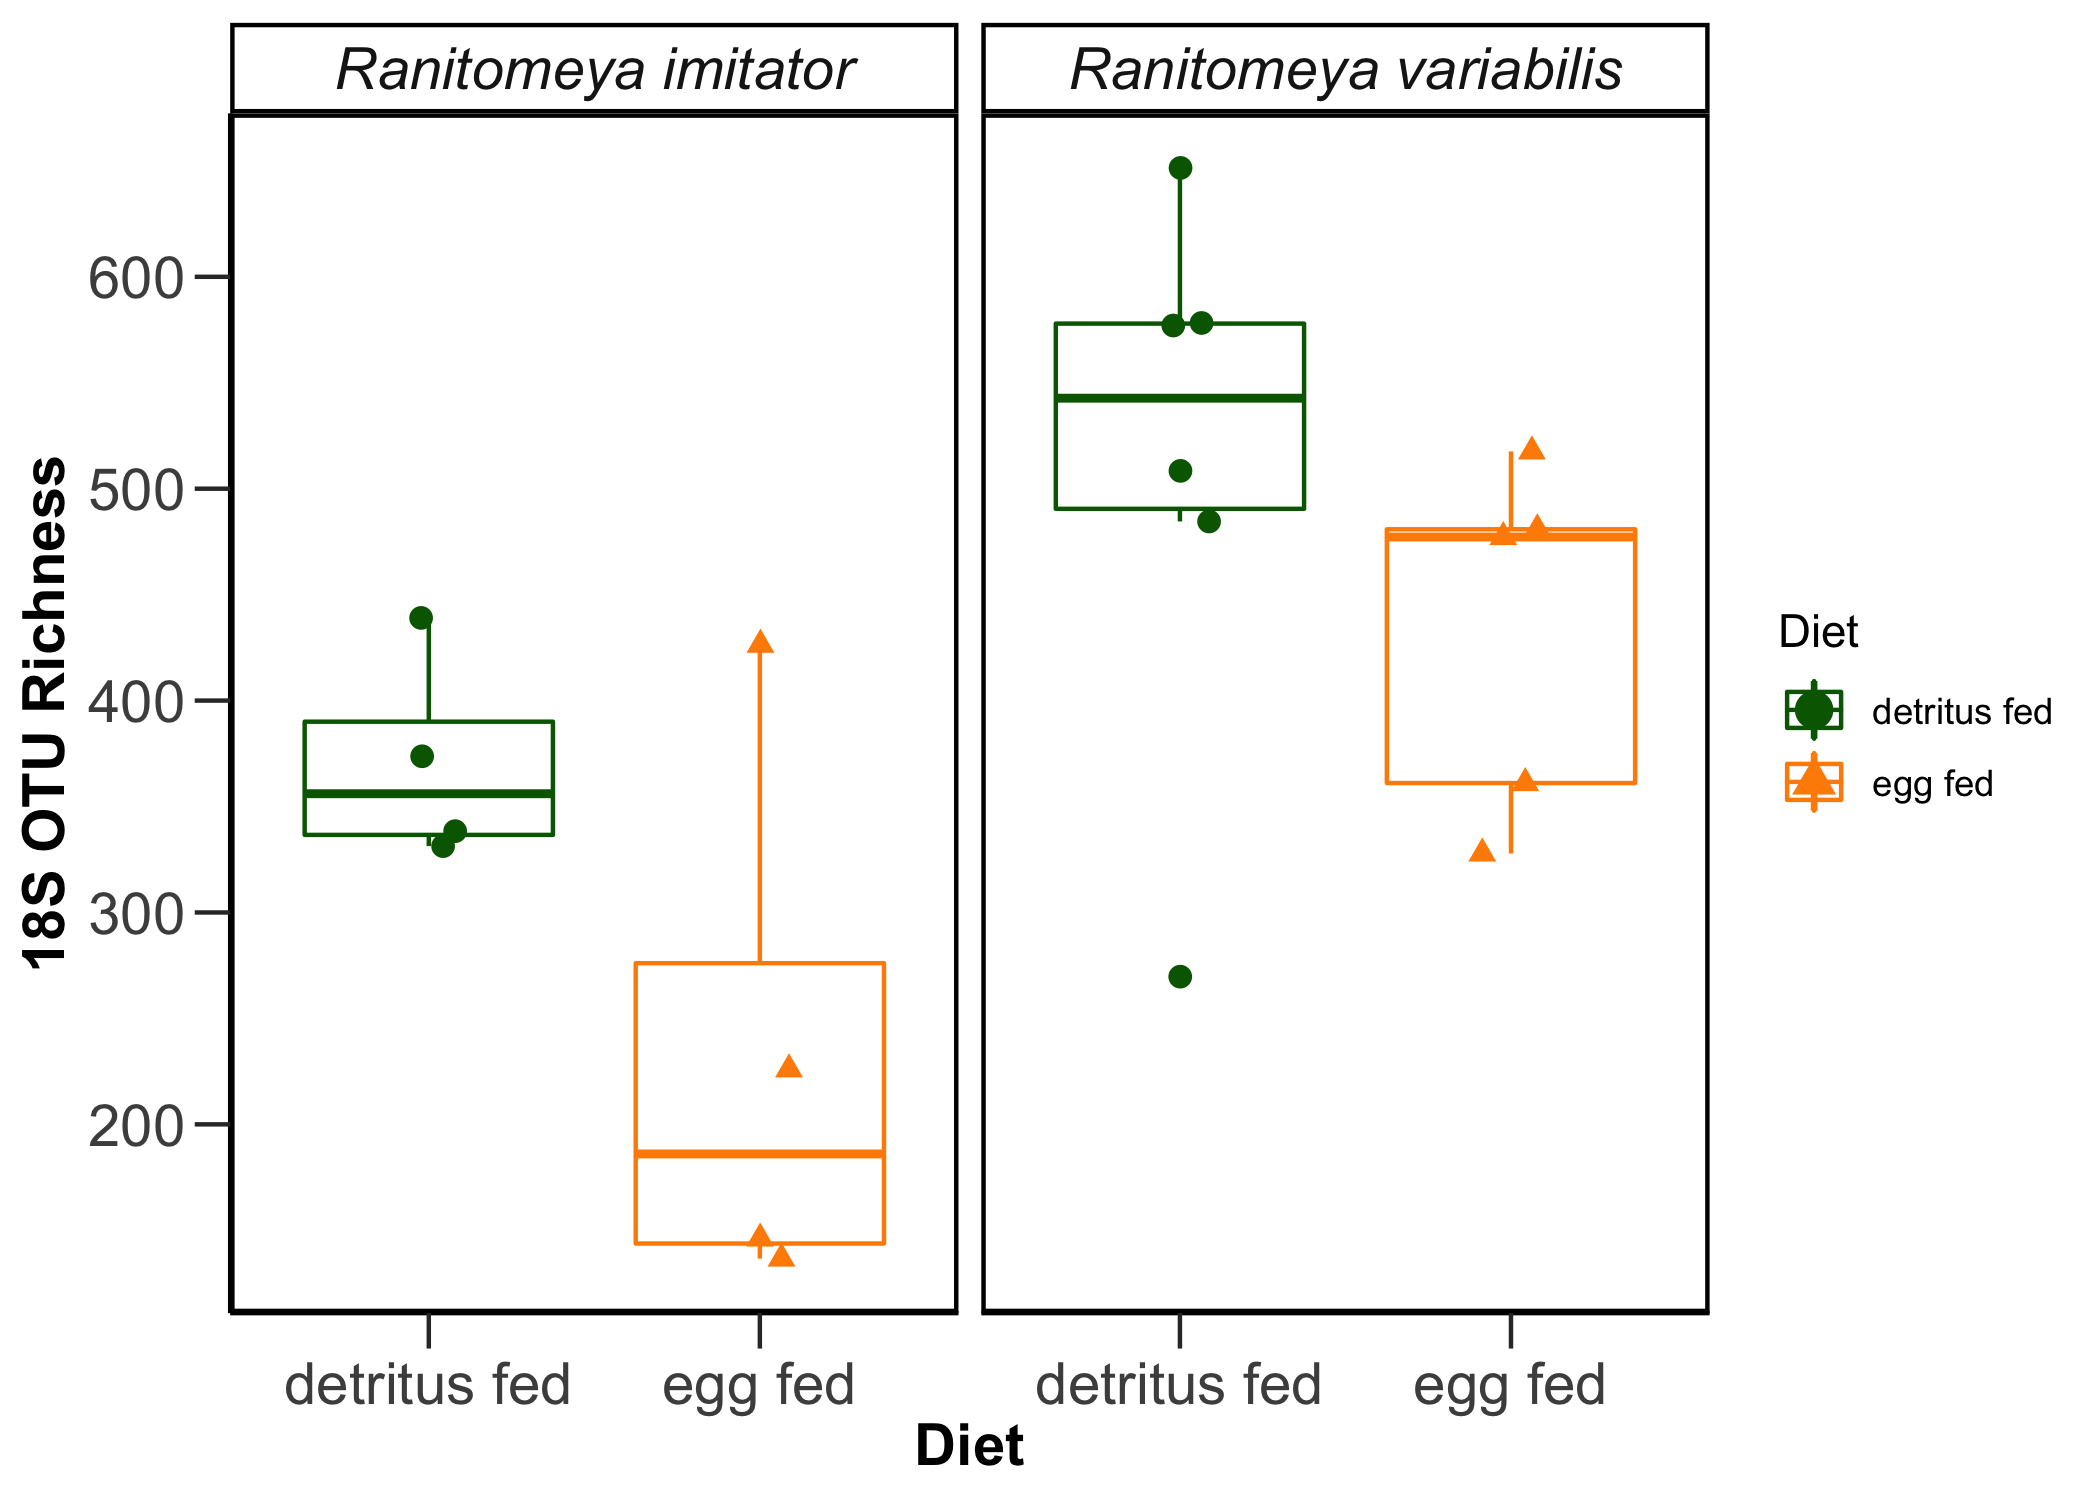 Ranitomeya imitator
Ranitomeya variabilis
18S OTU Richness
600
500
400
300
200
detritus fed
egg fed
detritus fed
egg fed
Diet
Diet
detritus fed
egg fed